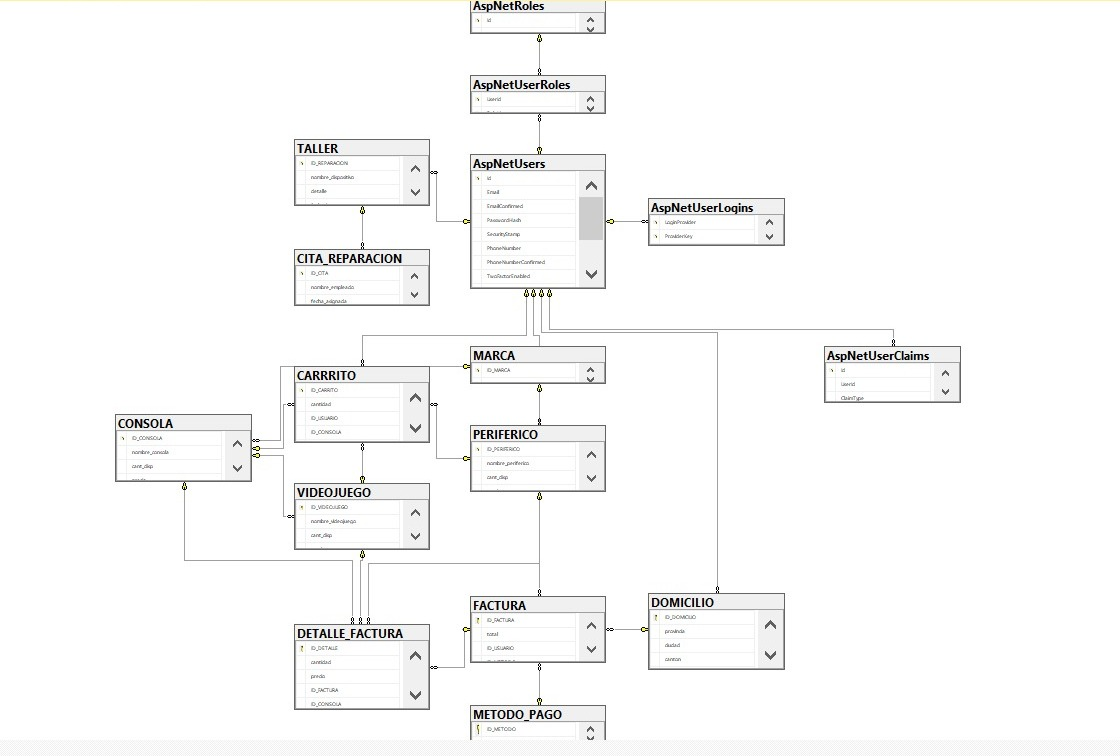 AspNetRoles
Id
AspNetUserRoles
UserId
TALLER
ID_REPARACION
nombre_dispositivo
detalle
AspNetUsers
Id
Email
EmailConfirmed
PasswordHash
SecurityStamp
PhoneNumber
PhoneNumberConfirmed
TwoFactorEnabled
AspNetUserLogins
LoginProvider
ProviderKey
CITA_REPARACION
ID_CITA
nombre_empleado
fecha_asignada
MARCA
ID_MARCA
AspNetUserClaims
Id
UserId
ClaimType
CARRRITO
ID_CARRITO
cantidad
ID_USUARIO
ID_CONSOLA
CONSOLA
ID_CONSOLA
nombre_consola
cant_disp
PERIFERICO
ID_PERIFERICO
nombre_periferico
cant_disp
VIDEOJUEGO
ID_VIDEOJUEGO
nombre_videojuego
cant_disp
FACTURA
ID_FACTURA
total
ID_USUARIO
DOMICILIO
ID_DOMICILIO
provincia
ciudad
canton
DETALLE_FACTURA
ID_DETALLE
cantidad
precio
ID_FACTURA
ID_CONSOLA
METODO_PAGO
ID_METODO